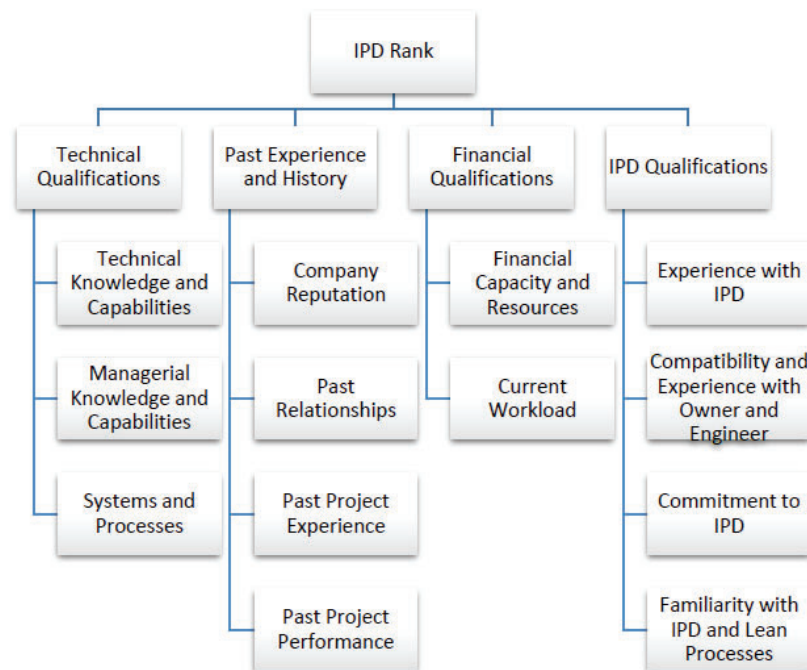 IPD Rank
Technical
Qualifications
Past Experience
and History
Financial
Qualifications
IPD Qualifications
Technical
Knowledge and
Capabilities
Managerial
Knowledge and
Capabilities
Systems and
Processes
Company
Reputation
Past
Relationships
Past Project
Experience
Past Project
Performance
Financial
Capacity and
Resources
Current
Workload
Experience with
IPD
Compatibility and
Experience with
Owner and
Engineer
Commitment to
IPD
Familiarity with
IPD and Lean
Processes